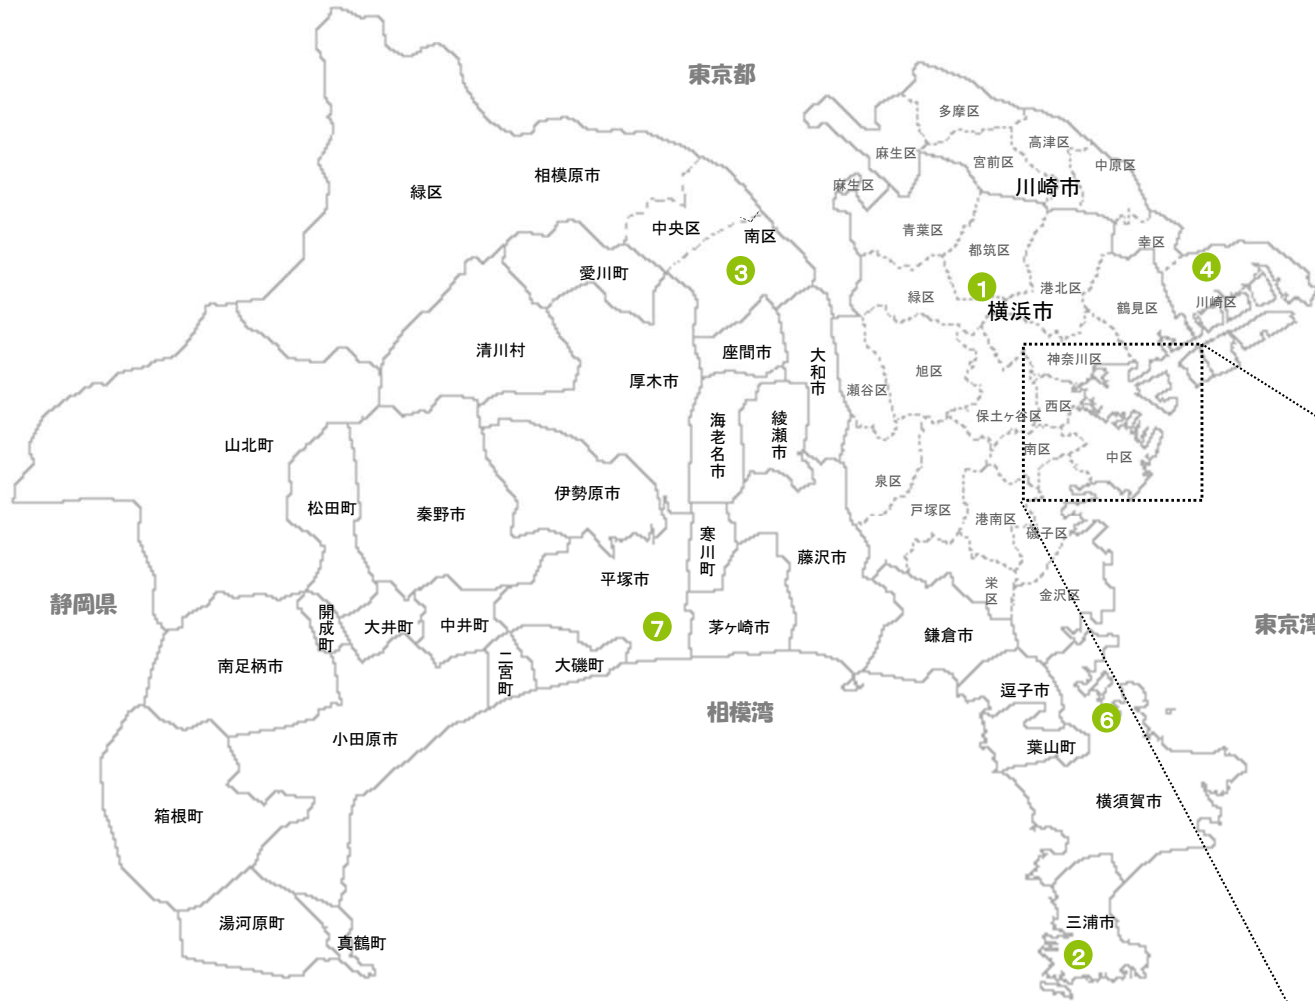 東京都
多摩区
高津区
麻生区
宮前区
中原区
麻生区
川崎市
相模原市
緑区
中央区
南区
青葉区
都筑区
幸区
③
④
愛川町
①
港北区
緑区
横浜市
鶴見区
川崎区
清川村
座間市
大和市
神奈川区
厚木市
旭区
瀬谷区
西区
保土ヶ谷区
海老名市
綾瀬市
山北町
南区
中区
泉区
伊勢原市
松田町
秦野市
戸塚区
港南区
磯子区
寒川町
藤沢市
平塚市
静岡県
栄区
金沢区
開成町
大井町
中井町
⑦
茅ヶ崎市
鎌倉市
東京湾
南足柄市
二宮町
大磯町
逗子市
相模湾
⑥
小田原市
葉山町
横須賀市
箱根町
湯河原町
真鶴町
三浦市
②